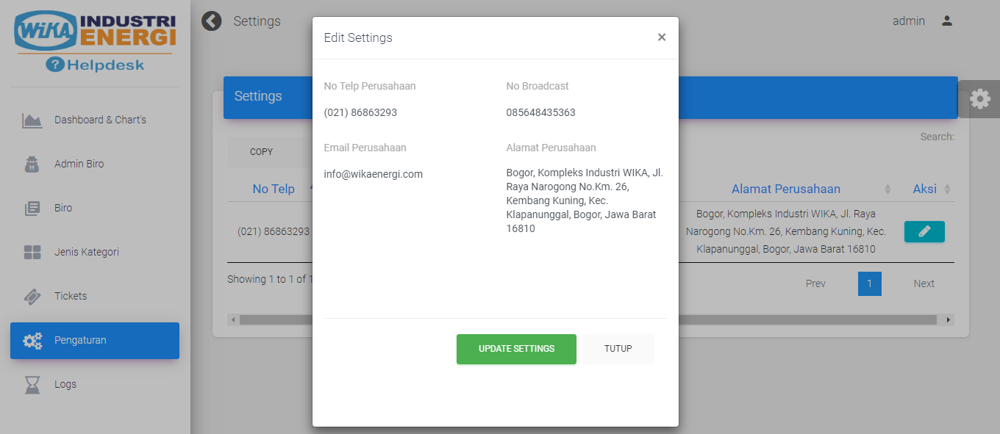 WiKA INDUSTRI
ENERGI
? Helpdesk
Dashboard & Chart's
Admin Biro
Biro
Jenis Kategori
Tickets
Pengaturan
Logs
Settings
admin
Settings
COPY
Search:
No Telp
Alamat Perusahaan
Aksi
(021) 86863293
Bogor, Kompleks Industri WIKA, Jl. Raya
Narogong No.Km. 26, Kembang Kuning, Kec.
Klapanunggal, Bogor, Jawa Barat 16810
Showing 1 to 1 of 1
Prev
1
Next
Edit Settings
×
No Telp Perusahaan
(021) 86863293
No Broadcast
085648435363
Email Perusahaan
info@wikaenergi.com
Alamat Perusahaan
Bogor, Kompleks Industri WIKA, Jl.
Raya Narogong No.Km. 26,
Kembang Kuning, Kec.
Klapanunggal, Bogor, Jawa Barat
16810
UPDATE SETTINGS
TUTUP